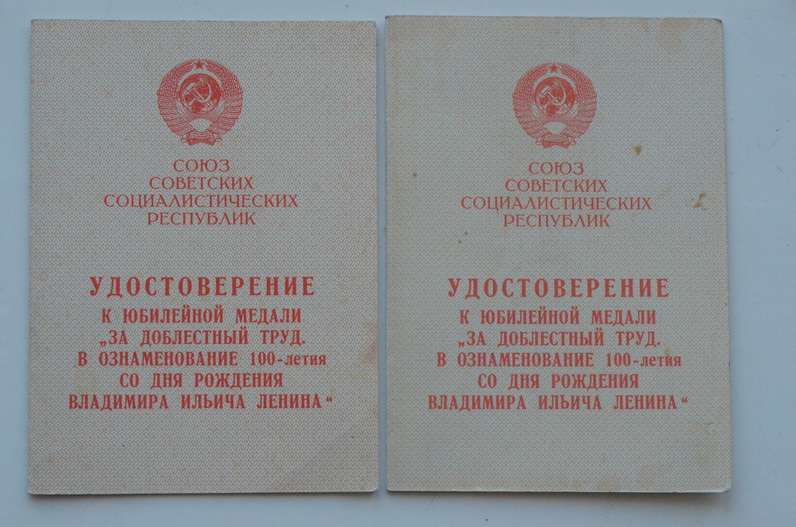 СОЮЗ
СОВЕТСКИХ
СОЦИАЛИСТИЧЕСКИХ
РЕСПУБЛИК
УДОСТОВЕРЕНИЕ
К ЮБИЛЕЙНОЙ МЕДАЛИ
„ЗА ДОБЛЕСТНЫЙ ТРУД.
В ОЗНАМЕНОВАНИЕ 100-летия
СО ДНЯ РОЖДЕНИЯ
ВЛАДИМИРА ИЛЬИЧА ЛЕНИНА“
СОЮЗ
СОВЕТСКИХ
СОЦИАЛИСТИЧЕСКИХ
РЕСПУБЛИК
УДОСТОВЕРЕНИЕ
К ЮБИЛЕЙНОЙ МЕДАЛИ
„ЗА ДОБЛЕСТНЫЙ ТРУД.
В ОЗНАМЕНОВАНИЕ 100-летия
СО ДНЯ РОЖДЕНИЯ
ВЛАДИМИРА ИЛЬИЧА ЛЕНИНА“